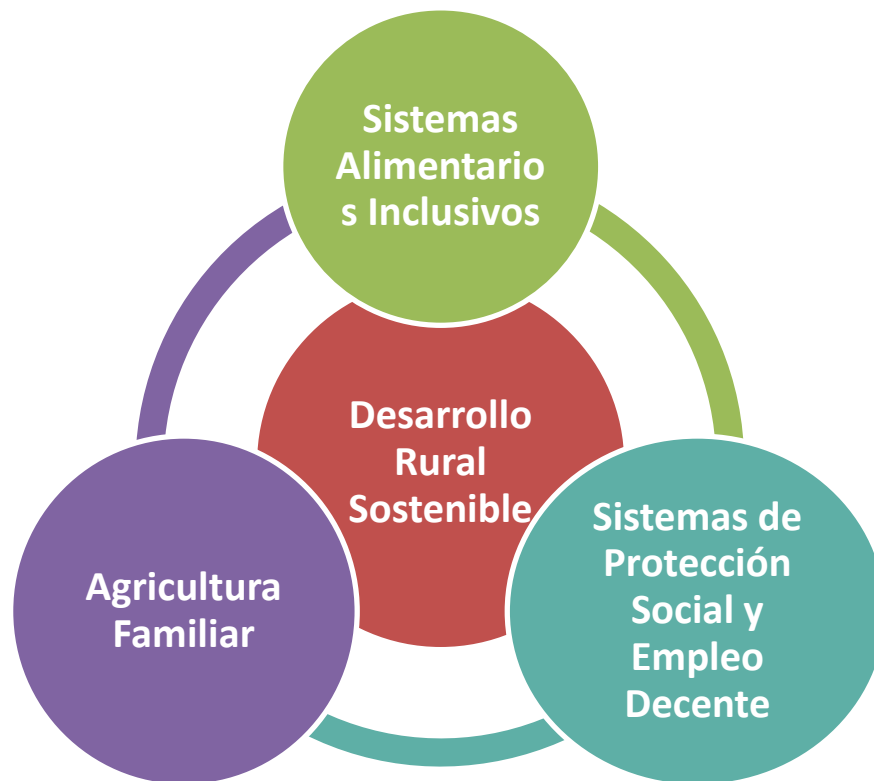 Sistemas
Alimentario
s Inclusivos
Desarrollo
Rural
Sostenible
Agricultura
Familiar
Sistemas de
Protección
Social y
Empleo
Decente